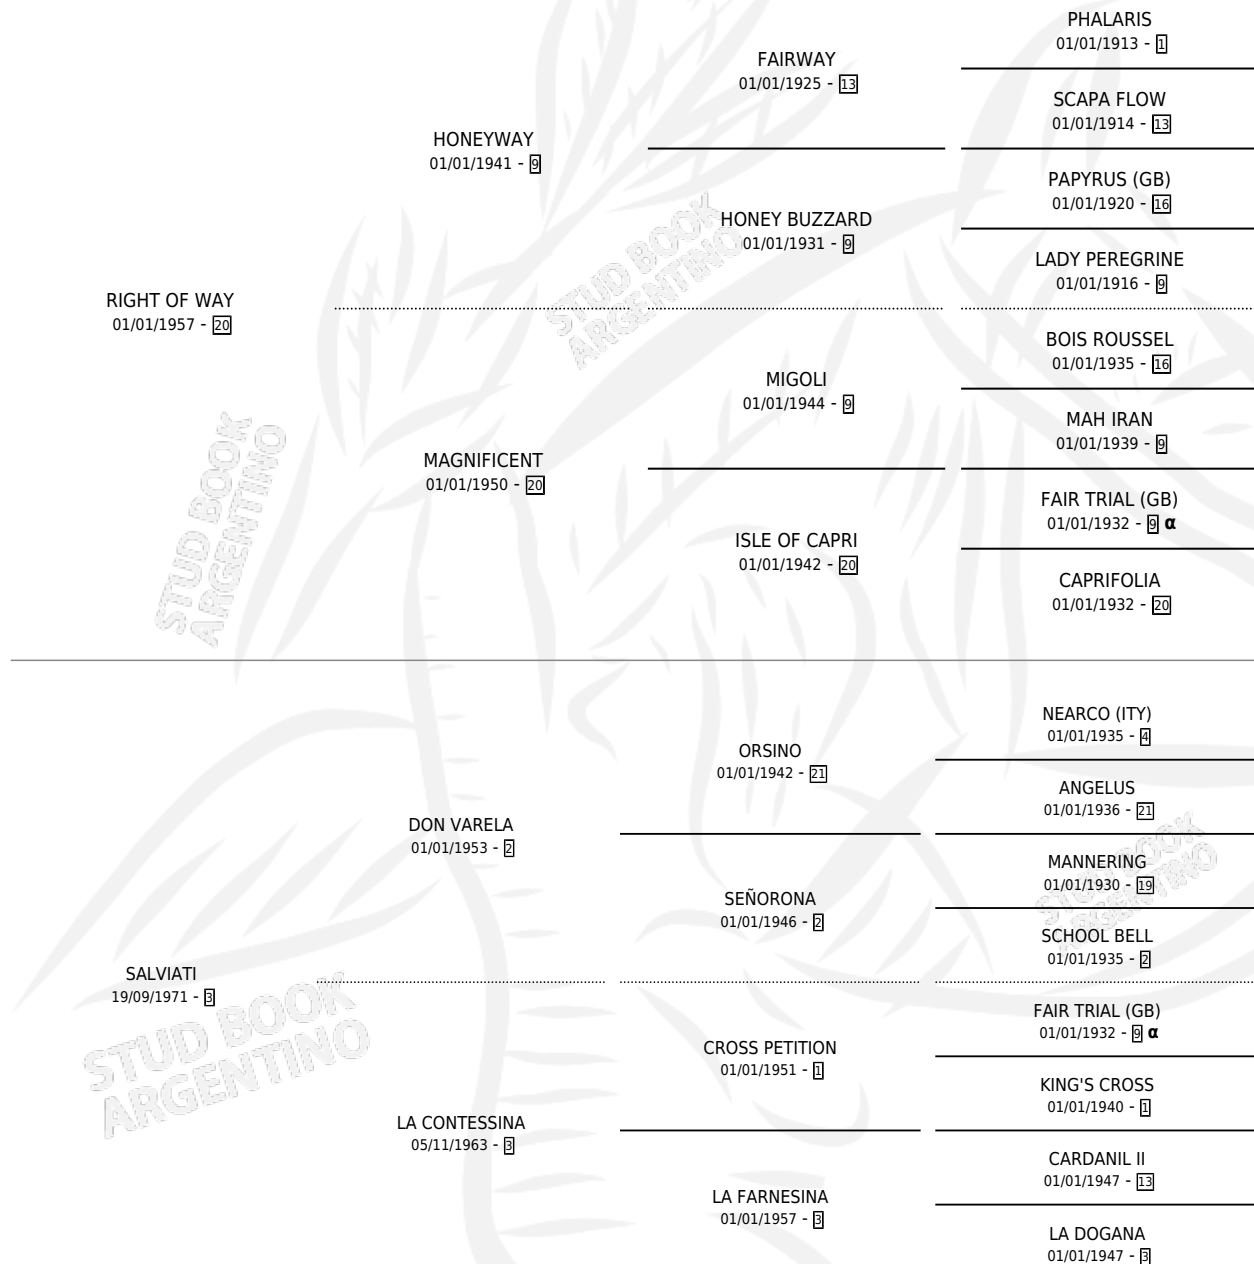 PHALARIS
01/01/1913 - 1
FAIRWAY
01/01/1925 - 13
SCAPA FLOW
01/01/1914 - 13
HONEYWAY
01/01/1941 - 9
PAPYRUS (GB)
01/01/1920 - 16
HONEY BUZZARD
01/01/1931 - 9
LADY PEREGRINE
01/01/1916 - 9
STUD BOOK
ARGENTINO
RIGHT OF WAY
01/01/1957 - 20
BOIS ROUSSEL
01/01/1935 - 16
MIGOLI
01/01/1944 - 9
MAH IRAN
01/01/1939 - 9
MAGNIFICENT
01/01/1950 - 20
FAIR TRIAL (GB)
01/01/1932 - 9 α
ISLE OF CAPRI
01/01/1942 - 20
CAPRIFOLIA
01/01/1932 - 20
STUD BOOK
ARGENTINO
NEARCO (ITY)
01/01/1935 - 4
ORSINO
01/01/1942 - 21
ANGELUS
01/01/1936 - 21
DON VARELA
01/01/1953 - 2
MANNERING
01/01/1930 - 19
SEÑORONA
01/01/1946 - 2
SCHOOL BELL
01/01/1935 - 2
STUD BOOK
ARGENTINO
SALVIATI
19/09/1971 - 3
FAIR TRIAL (GB)
01/01/1932 - 9 α
CROSS PETITION
01/01/1951 - 1
KING'S CROSS
01/01/1940 - 1
STUD BOOK
ARGENTINO
LA CONTESSINA
05/11/1963 - 3
CARDANIL II
01/01/1947 - 13
LA FARNESINA
01/01/1957 - 3
LA DOGANA
01/01/1947 - 3